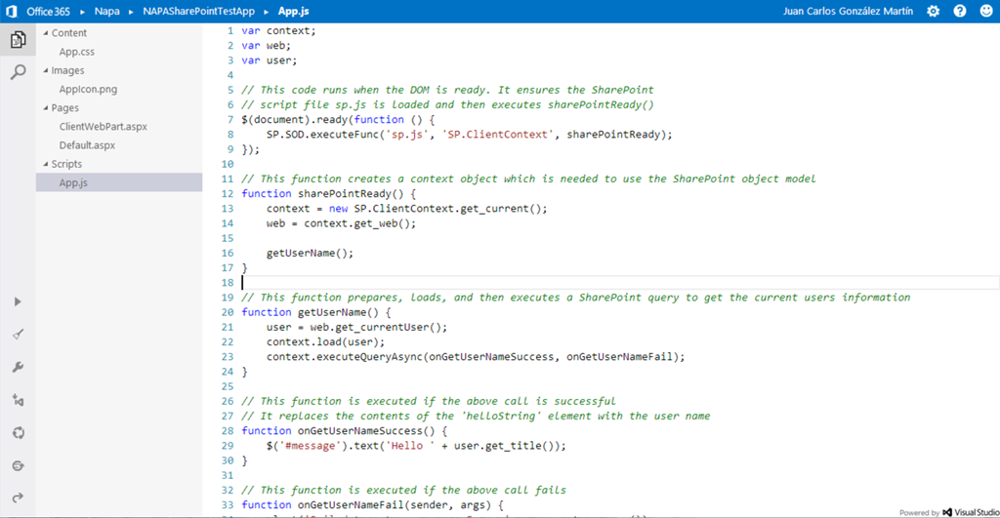 Office 365 ▸ Napa ▸ NAPASharePointTestApp ▸ App.js Juan Carlos González Martín
Content
App.css
Images
AppIcon.png
Pages
ClientWebPart.aspx
Default.aspx
Scripts
App.js
1 var context;
2 var web;
3 var user;
4
5 // This code runs when the DOM is ready. It ensures the SharePoint
6 // script file sp.js is loaded and then executes sharePointReady()
7 $(document).ready(function () {
8     SP.SOD.executeFunc('sp.js', 'SP.ClientContext', sharePointReady);
9 });
10
11 // This function creates a context object which is needed to use the SharePoint object model
12 function sharePointReady() {
13     context = new SP.ClientContext.get_current();
14     web = context.get_web();
15
16     getUserName();
17 }
18
19 // This function prepares, loads, and then executes a SharePoint query to get the current users information
20 function getUserName() {
21     user = web.get_currentUser();
22     context.load(user);
23     context.executeQueryAsync(onGetUserNameSuccess, onGetUserNameFail);
24 }
25
26 // This function is executed if the above call is successful
27 // It replaces the contents of the 'helloString' element with the user name
28 function onGetUserNameSuccess() {
29     $('#message').text('Hello ' + user.get_title());
30 }
31
32 // This function is executed if the above call fails
33 function onGetUserNameFail(sender, args) {
Powered by Visual Studio